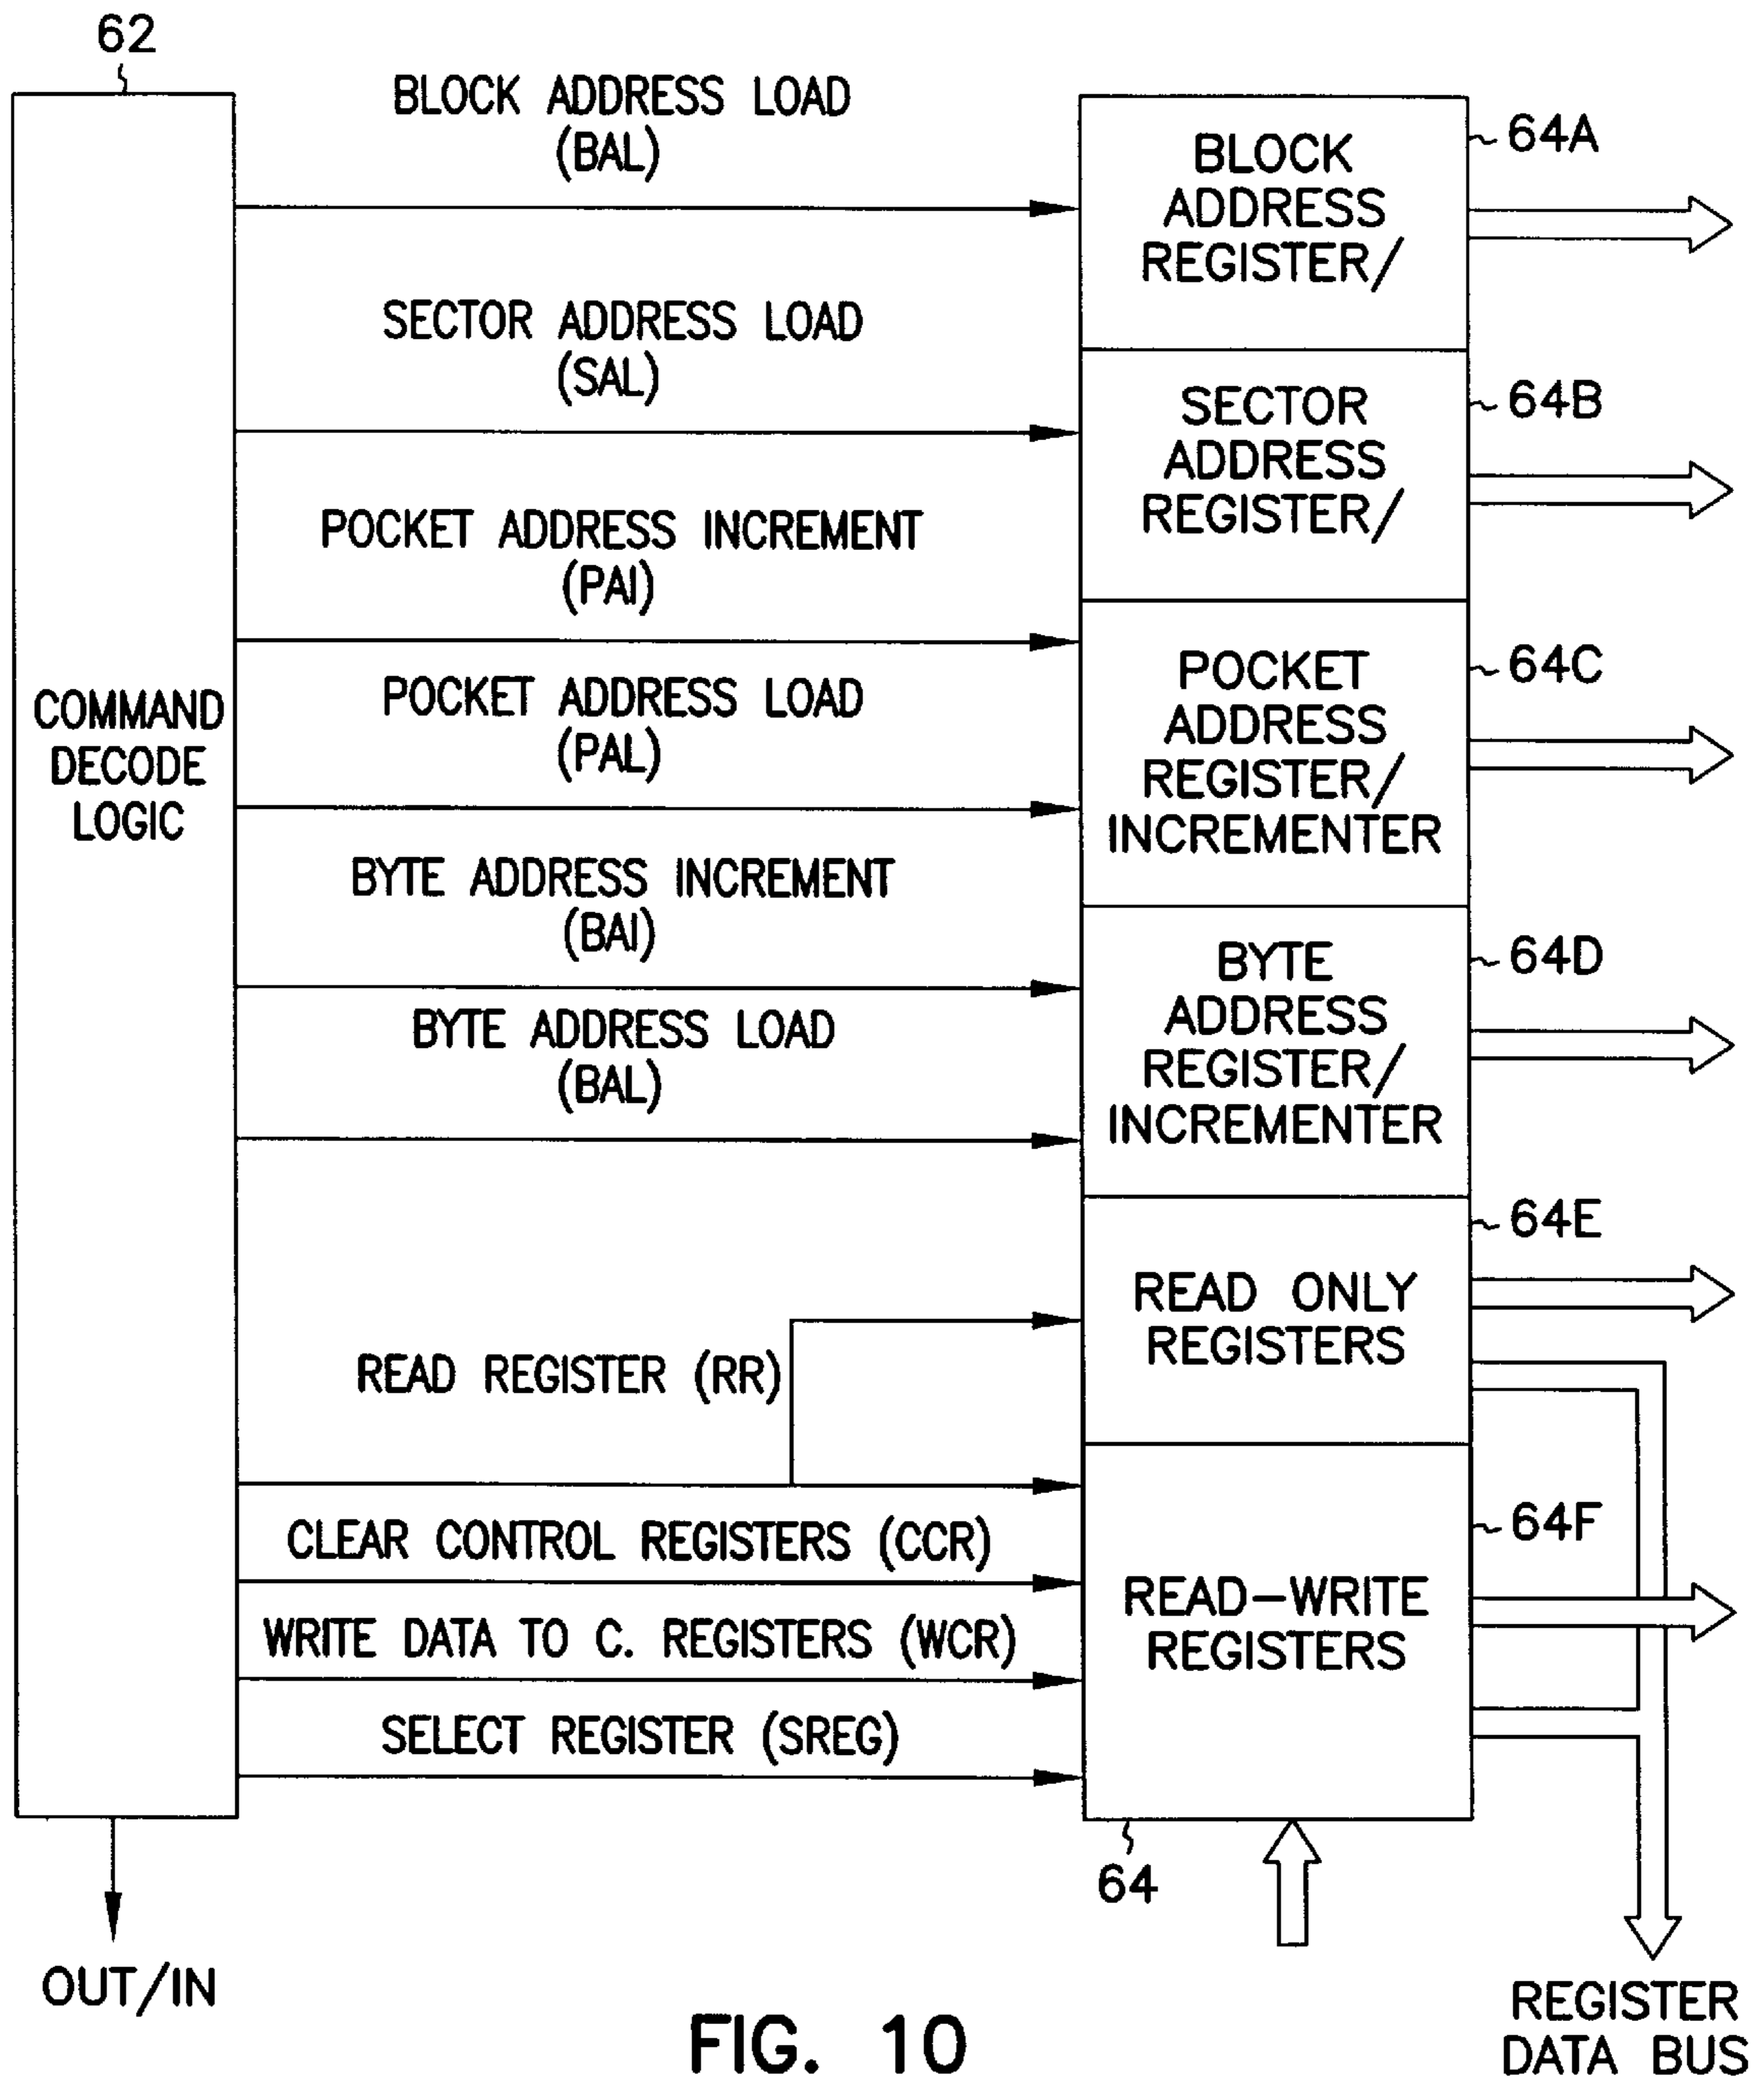 62
BLOCK ADDRESS LOAD
(BAL)
SECTOR ADDRESS LOAD
(SAL)
POCKET ADDRESS INCREMENT
(PAI)
POCKET ADDRESS LOAD
(PAL)
BYTE ADDRESS INCREMENT
(BAI)
BYTE ADDRESS LOAD
(BAL)
READ REGISTER (RR)
CLEAR CONTROL REGISTERS (CCR)
WRITE DATA TO C. REGISTERS (WCR)
SELECT REGISTER (SREG)
COMMAND
DECODE
LOGIC
OUT/IN
BLOCK
ADDRESS
REGISTER/
64A
SECTOR
ADDRESS
REGISTER/
64B
POCKET
ADDRESS
REGISTER/
INCREMENTER
64C
BYTE
ADDRESS
REGISTER/
INCREMENTER
64D
READ ONLY
REGISTERS
64E
READ-WRITE
REGISTERS
64F
64
REGISTER
DATA BUS
FIG. 10